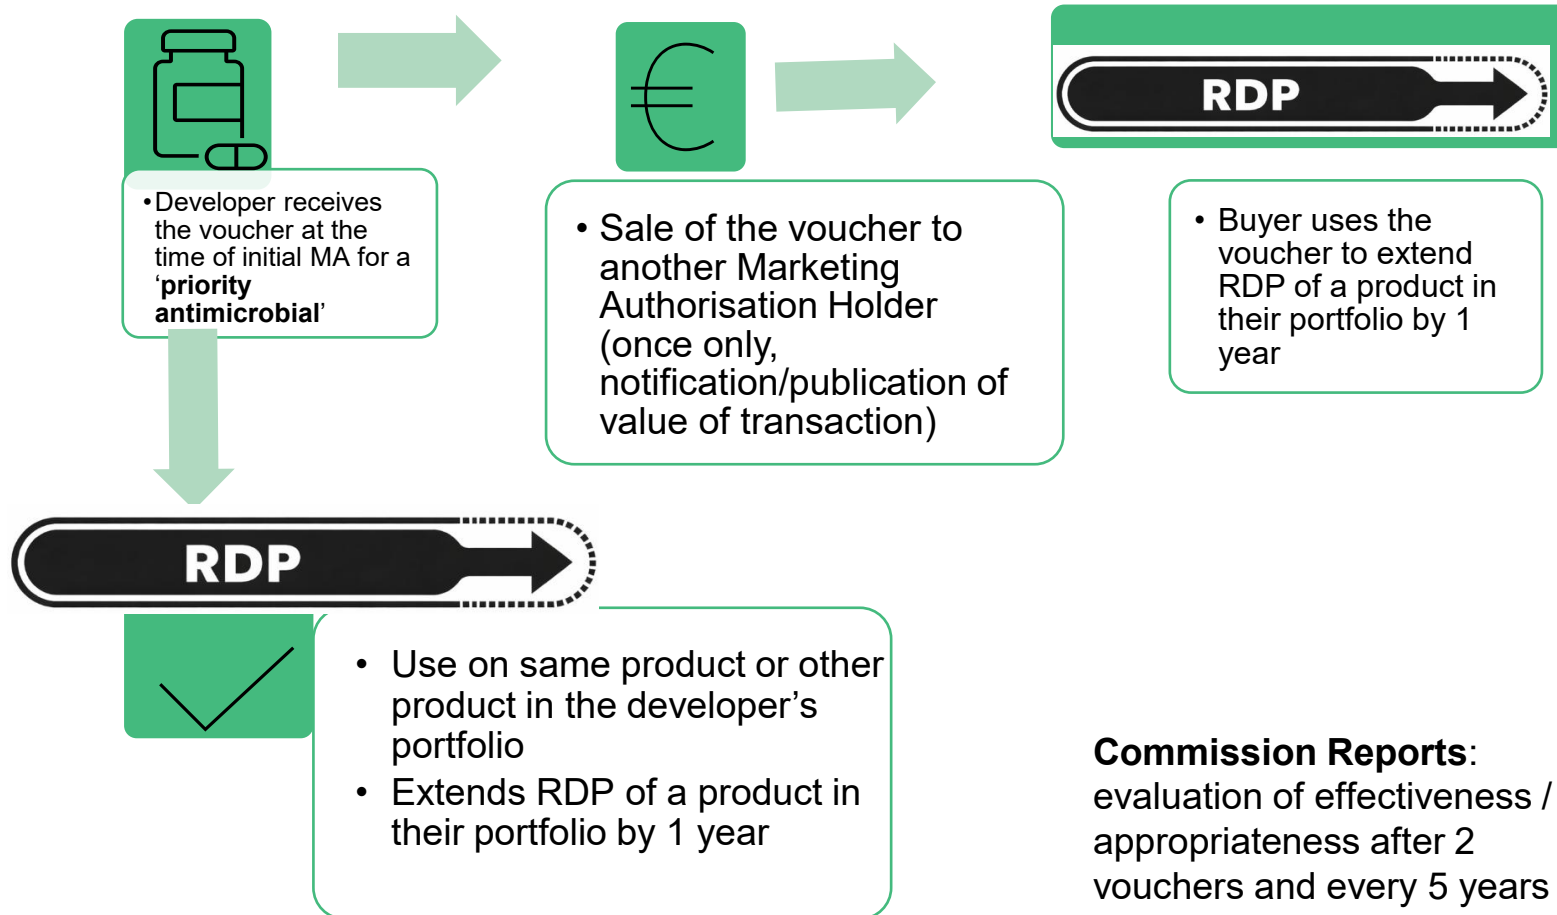 RDP
•Developer receives
the voucher at the
time of initial MA for a
‘priority
antimicrobial’
• Sale of the voucher to
another Marketing
Authorisation Holder
(once only,
notification/publication of
value of transaction)
• Buyer uses the
voucher to extend
RDP of a product in
their portfolio by 1
year
RDP
• Use on same product or other
product in the developer’s
portfolio
• Extends RDP of a product in
their portfolio by 1 year
Commission Reports:
evaluation of effectiveness /
appropriateness after 2
vouchers and every 5 years